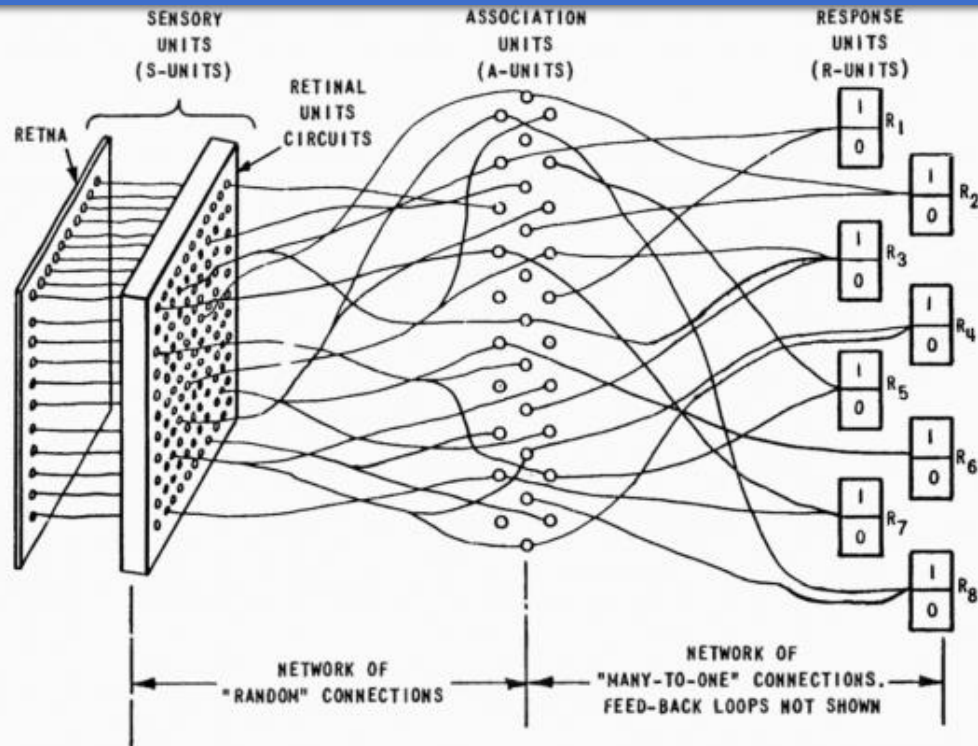 SENSORY
UNITS
(S-UNITS)
ASSOCIATION
UNITS
(A-UNITS)
RESPONSE
UNITS
(R-UNITS)
RETNA
RETINAL
UNITS
CIRCUITS
1
0
R1
1
0
R2
1
0
R3
1
0
R4
1
0
R5
1
0
R6
1
0
R7
1
0
R8
NETWORK OF
"RANDOM" CONNECTIONS
NETWORK OF
"MANY-TO-ONE" CONNECTIONS.
FEED-BACK LOOPS NOT SHOWN